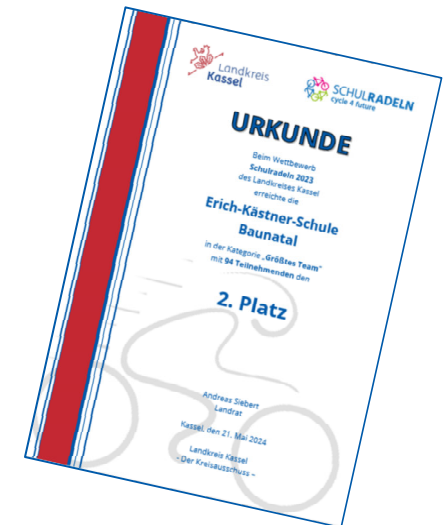 Landkreis
Kassel
SCHULRADELN
cycle 4 future
URKUNDE
Beim Wettbewerb
Schulradeln 2023
des Landkreises Kassel
erreichte die
Erich-Kästner-Schule
Baunatal
in der Kategorie „Größtes Team"
mit 94 Teilnehmenden den
2. Platz
Andreas Siebert
Landrat
Kassel, den 21. Mai 2024
Landkreis Kassel
- Der Kreisausschuss –